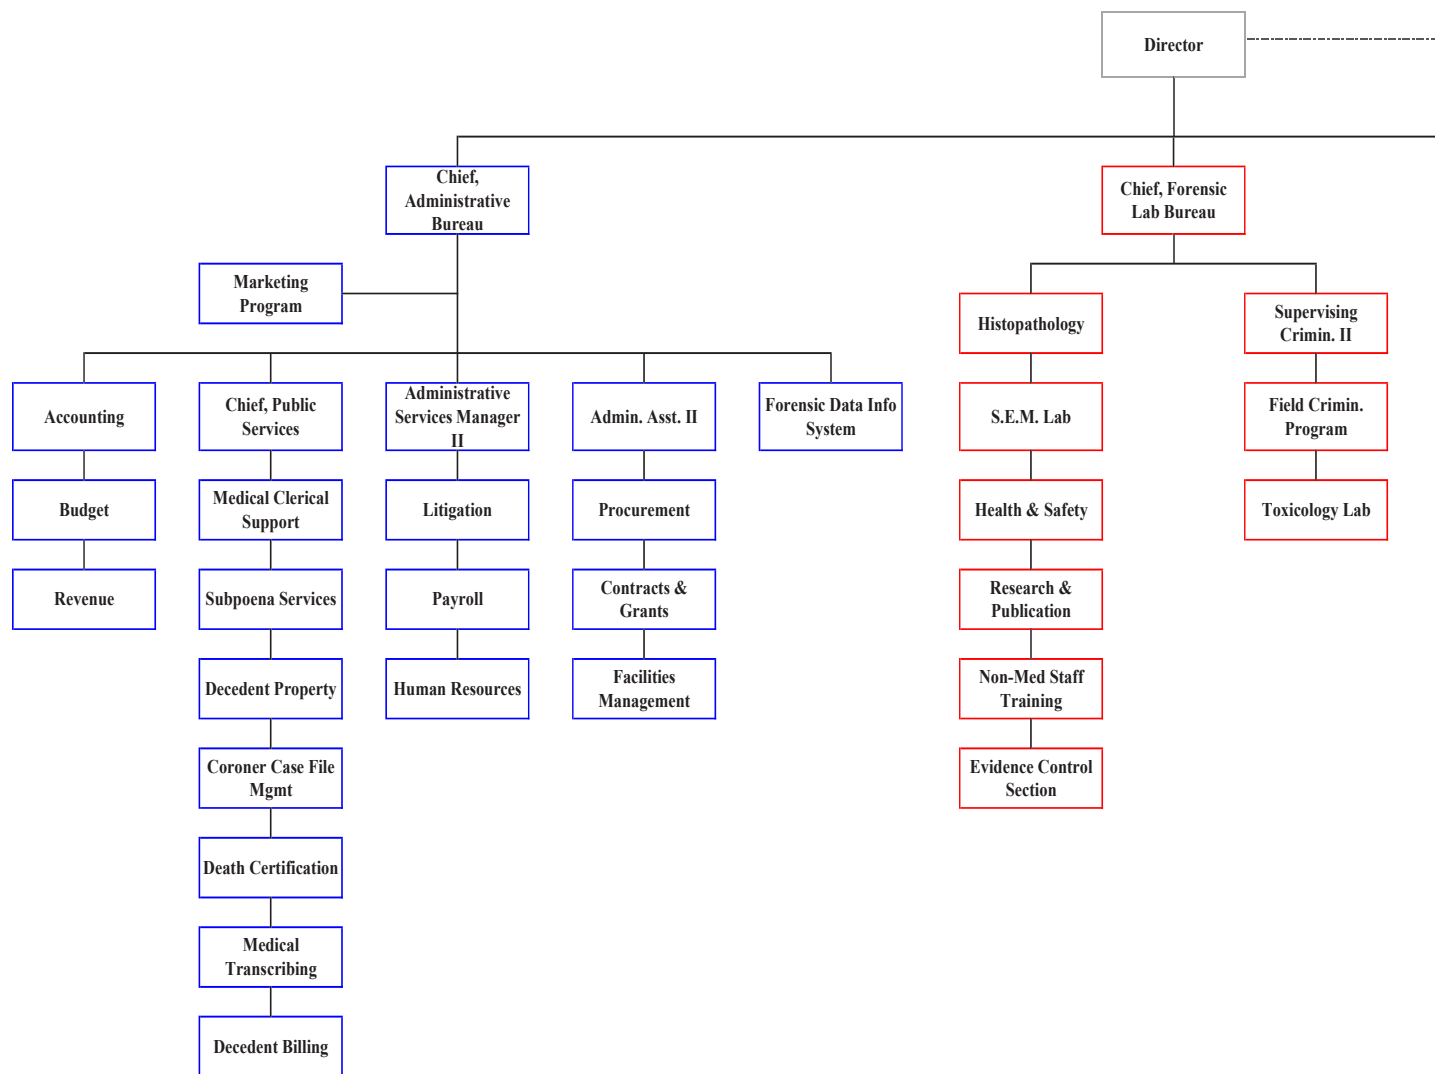 Director
Chief,
Administrative
Bureau
Chief, Forensic
Lab Bureau
Marketing
Program
Histopathology
Supervising
Crimin. II
Accounting
Chief, Public
Services
Administrative
Services Manager
II
Admin. Asst. II
Forensic Data Info
System
S.E.M. Lab
Field Crimin.
Program
Budget
Medical Clerical
Support
Litigation
Procurement
Health & Safety
Toxicology Lab
Revenue
Subpoena Services
Payroll
Contracts &
Grants
Research &
Publication
Decedent Property
Human Resources
Facilities
Management
Non-Med Staff
Training
Coroner Case File
Mgmt
Evidence Control
Section
Death Certification
Medical
Transcribing
Decedent Billing